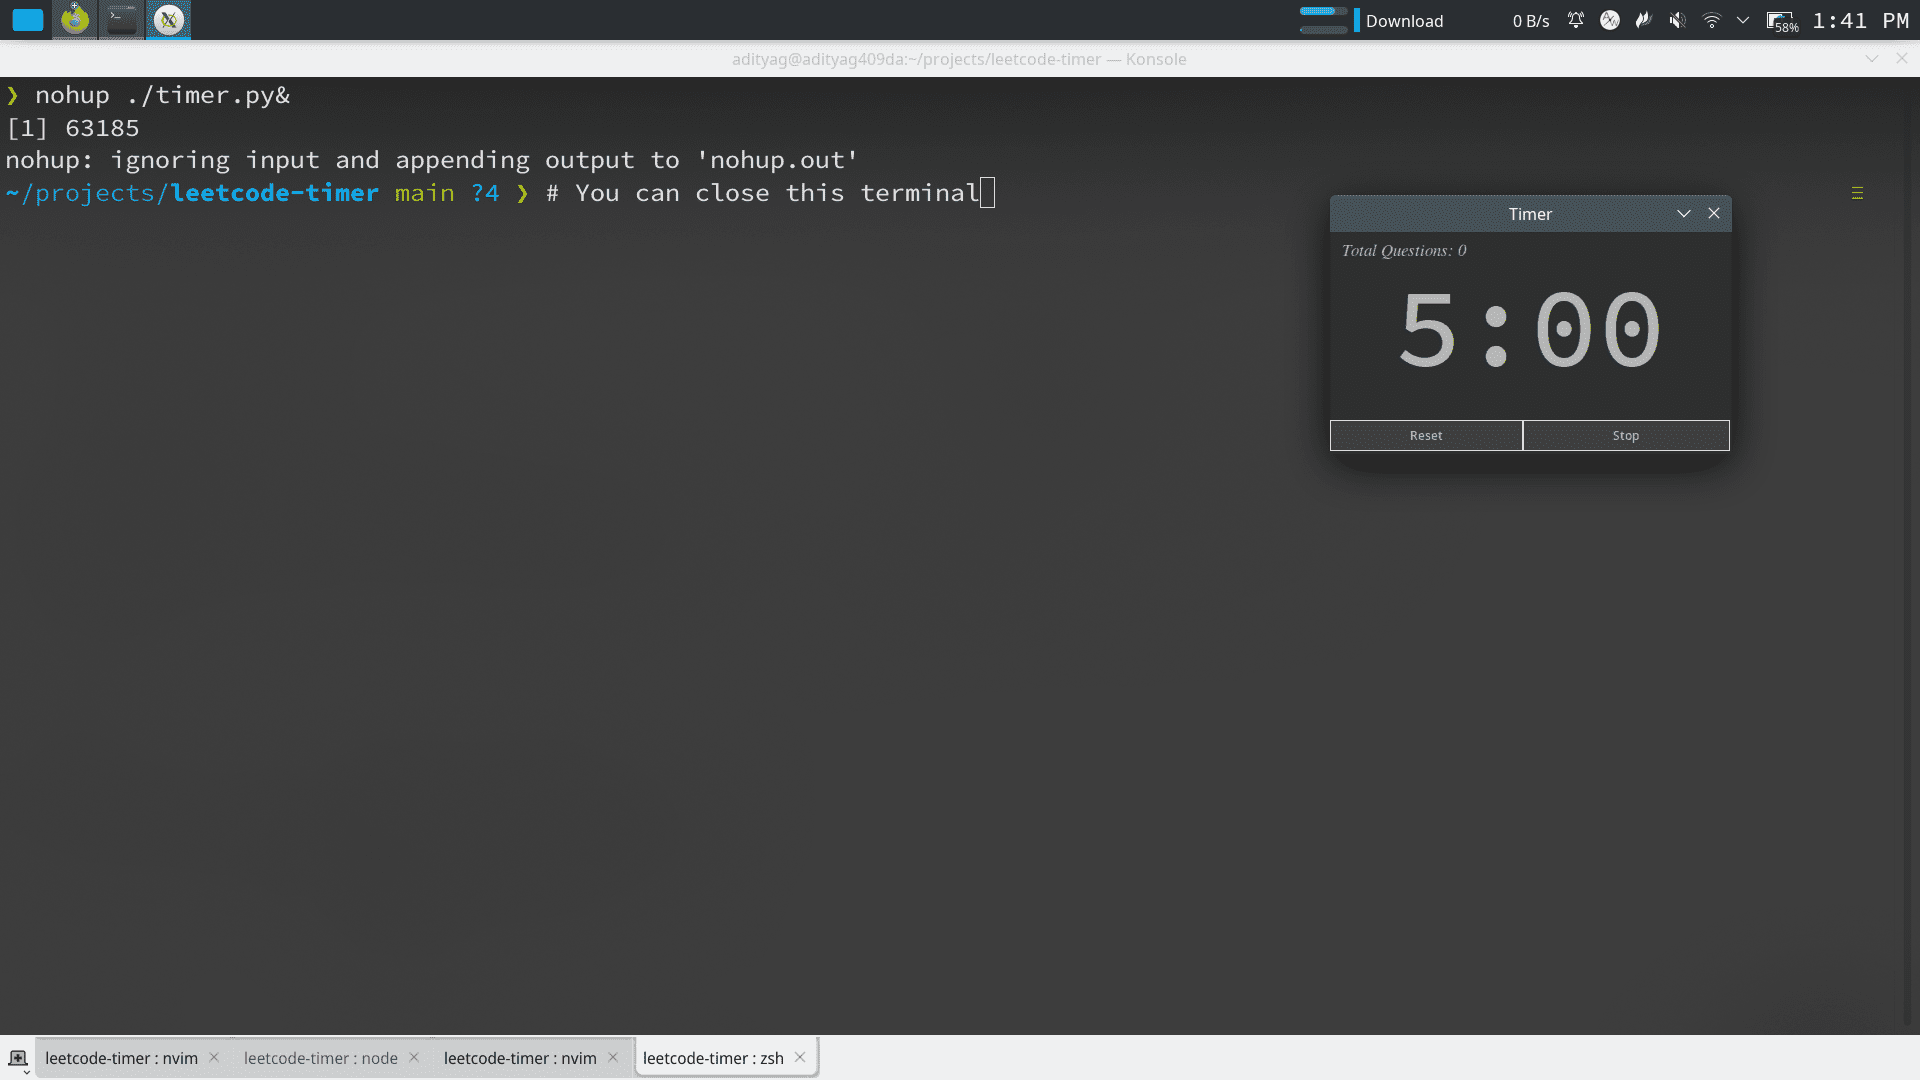 Download 0 B/s 58% 1:41 PM
adityag@adityag409da:~/projects/leetcode-timer — Konsole
❯ nohup ./timer.py&
[1] 63185
nohup: ignoring input and appending output to 'nohup.out'
~/projects/leetcode-timer main ?4 ❯ # You can close this terminal
Timer
Total Questions: 0
5:00
Reset Stop
leetcode-timer : nvim leetcode-timer : node leetcode-timer : nvim leetcode-timer : zsh